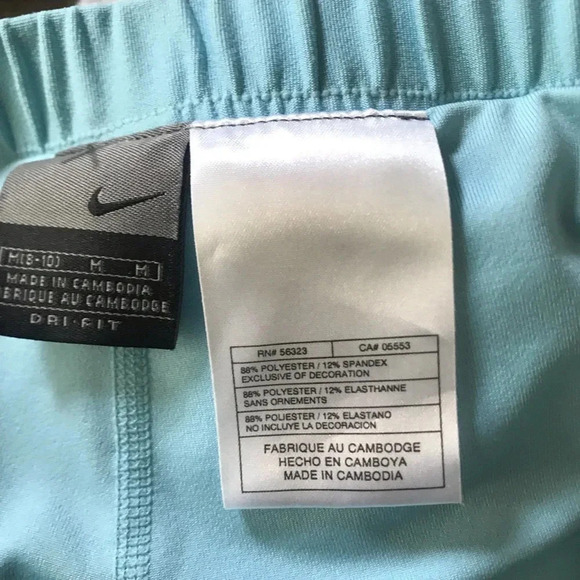 M(8-10) M M
MADE IN CAMBODIA
FABRIQUE AU CAMBODGE
DRI-FIT
RN# 56323 CA# 05553
88% POLYESTER / 12% SPANDEX
EXCLUSIVE OF DECORATION
88% POLYESTER / 12% ELASTHANNE
SANS ORNEMENTS
88% POLIESTER / 12% ELASTANO
NO INCLUYE LA DECORACION
FABRIQUE AU CAMBODGE
HECHO EN CAMBOYA
MADE IN CAMBODIA